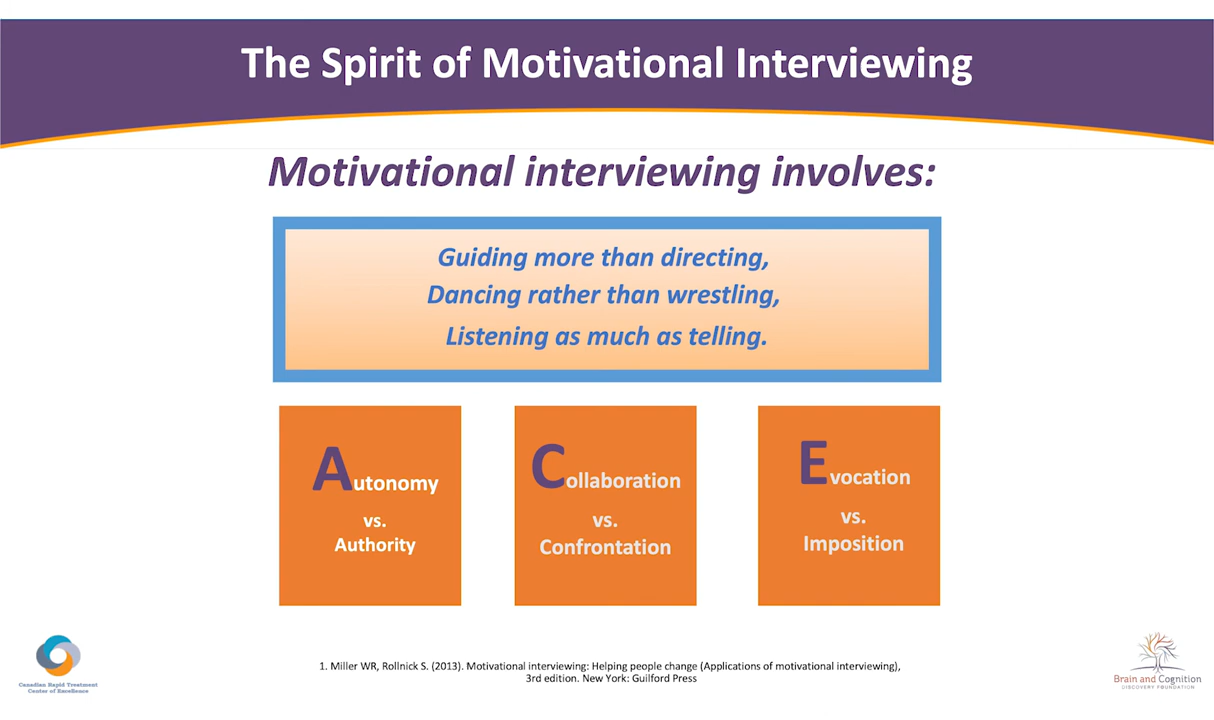 The Spirit of Motivational Interviewing
Motivational interviewing involves:
Guiding more than directing,
Dancing rather than wrestling,
Listening as much as telling.
Autonomy
vs.
Authority
Collaboration
vs.
Confrontation
Evocation
vs.
Imposition
Canadian Rapid Treatment
Center of Excellence
1. Miller WR, Rollnick S. (2013). Motivational interviewing: Helping people change (Applications of motivational interviewing),
3rd edition. New York: Guilford Press
Brain and Cognition
DISCOVERY FOUNDATION